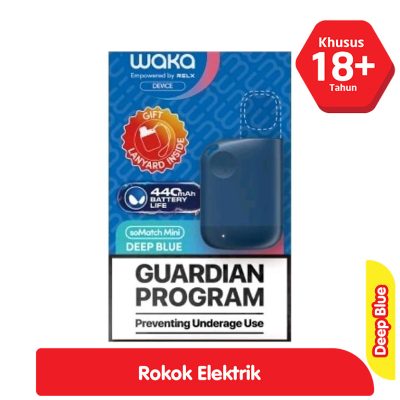 Khusus
18+
Tahun
waka
Empowered by RELX
DEVICE
GIFT
LANYARD INSIDE
440mAh
BATTERY
LIFE
soMatch Mini
DEEP BLUE
GUARDIAN
PROGRAM
Preventing Underage Use
Deep Blue
Rokok Elektrik